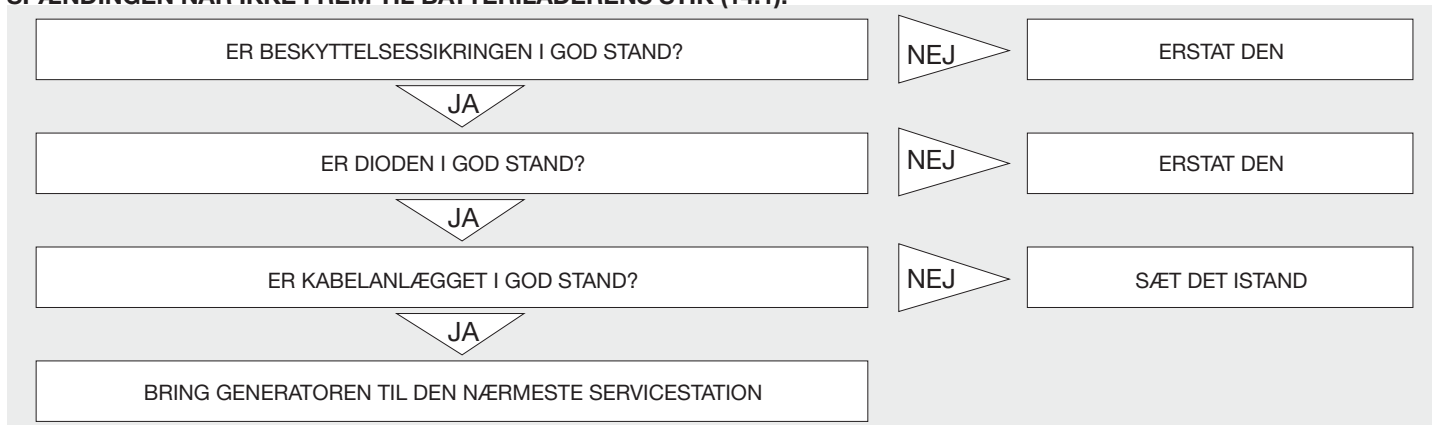 SPÆNDINGEN NÅR IKKE FREM TIL BATTERILADERENS STIK (14.1).
ER BESKYTTELSESSIKRINGEN I GOD STAND?
NEJ
ERSTAT DEN
JA
ER DIODEN I GOD STAND?
NEJ
ERSTAT DEN
JA
ER KABELANLÆGGET I GOD STAND?
NEJ
SÆT DET ISTAND
JA
BRING GENERATOREN TIL DEN NÆRMESTE SERVICESTATION